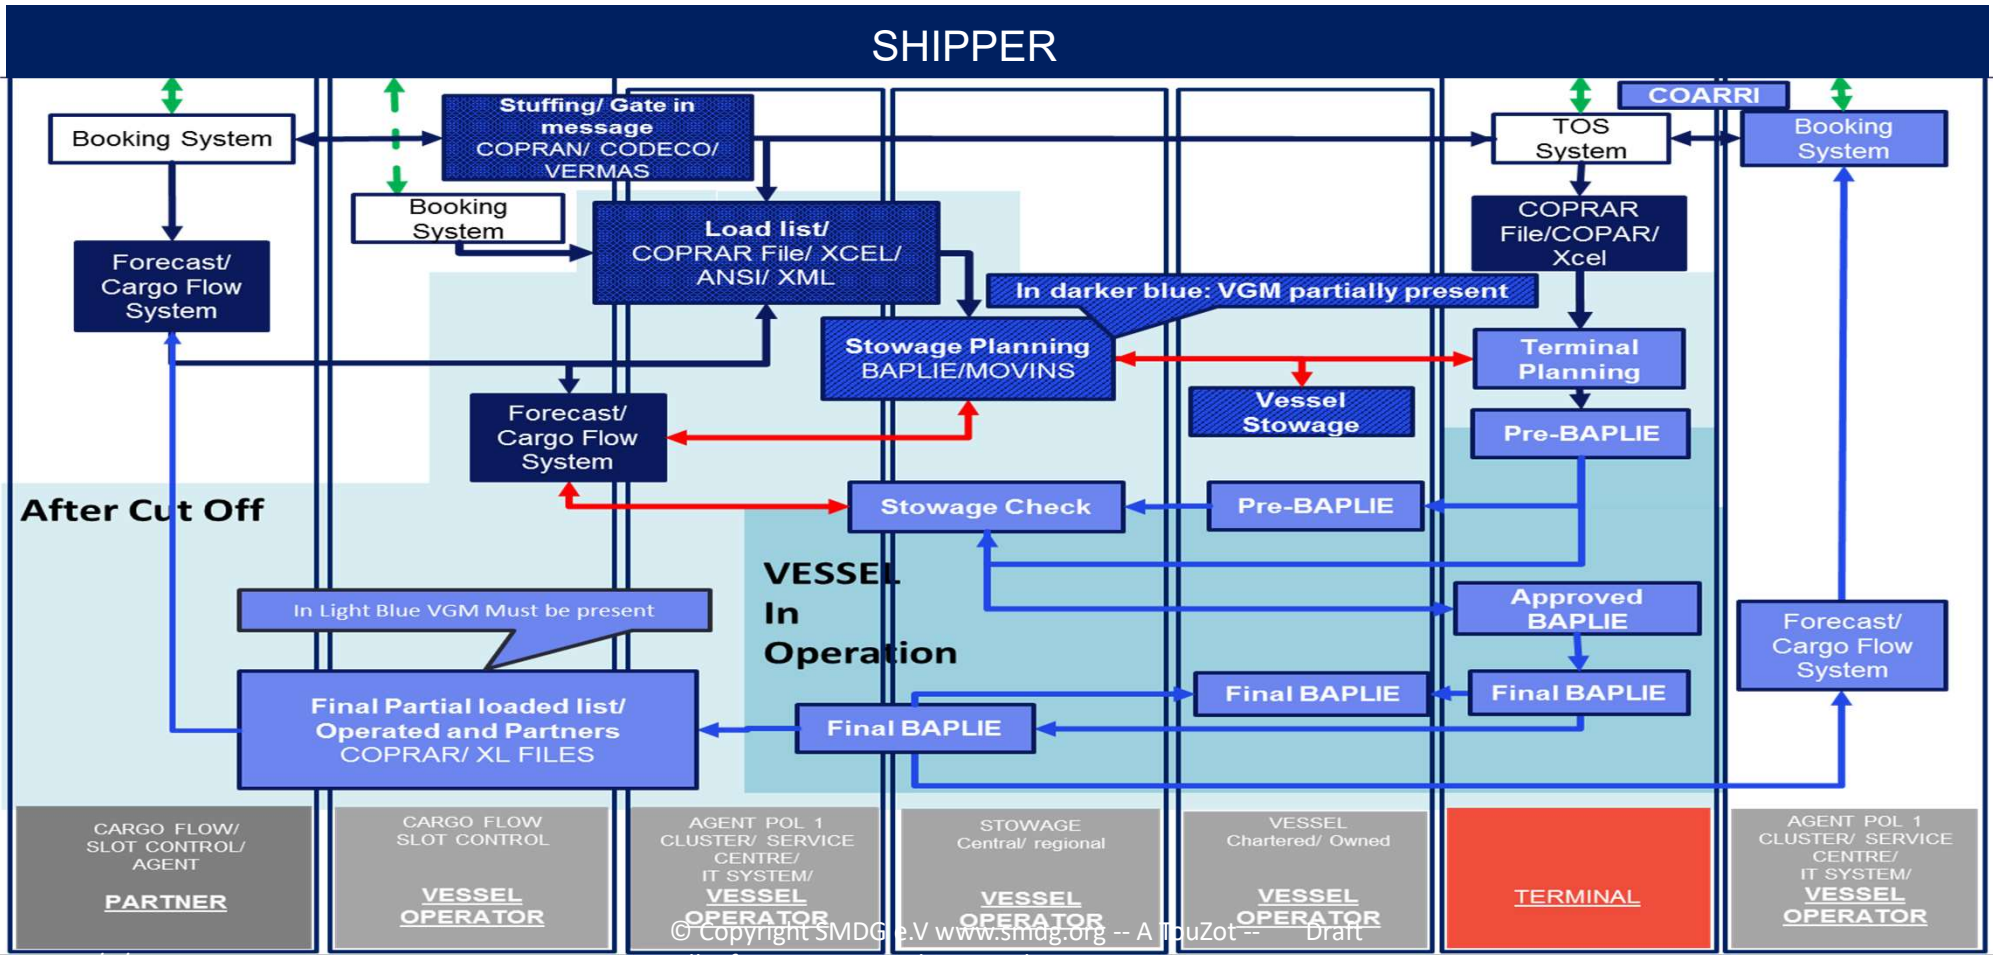 SHIPPER
COARRI
Booking System
Stuffing/ Gate in
message
COPRAN/ CODECO/
VERMAS
TOS
System
Booking
System
Booking
System
Load list/
COPRAR File/ XCEL/
ANSI/ XML
COPRAR
File/COPAR/
Xcel
Forecast/
Cargo Flow
System
In darker blue: VGM partially present
Stowage Planning
BAPLIE/MOVINS
Terminal
Planning
Vessel
Stowage
Forecast/
Cargo Flow
System
Pre-BAPLIE
After Cut Off
Stowage Check
Pre-BAPLIE
VESSEL
In
Operation
In Light Blue VGM Must be present
Approved
BAPLIE
Forecast/
Cargo Flow
System
Final Partial loaded list/
Operated and Partners
COPRAR/ XL FILES
Final BAPLIE
Final BAPLIE
Final BAPLIE
CARGO FLOW/
SLOT CONTROL/
AGENT
PARTNER
CARGO FLOW
SLOT CONTROL
VESSEL
OPERATOR
AGENT POL 1
CLUSTER/ SERVICE
CENTRE/
IT SYSTEM/
VESSEL
OPERATOR
STOWAGE
Central/ regional
VESSEL
OPERATOR
VESSEL
Chartered/ Owned
VESSEL
OPERATOR
TERMINAL
AGENT POL 1
CLUSTER/ SERVICE
CENTRE/
IT SYSTEM/
VESSEL
OPERATOR
© Copyright SMDG e.V www.smdg.org -- A TouZot -- Draft